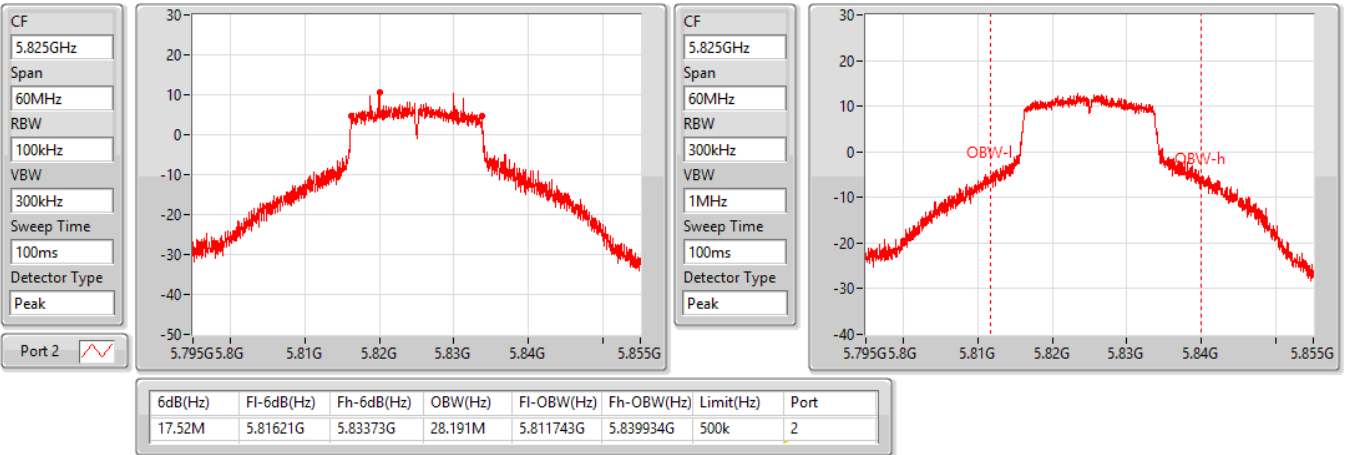 CF
5.825GHz
Span
60MHz
RBW
100kHz
VBW
300kHz
Sweep Time
100ms
Detector Type
Peak
Port 2
30
20
10
0
-10
-20
-30
-40
-50
5.795G 5.8G 5.81G 5.82G 5.83G 5.84G 5.855G
CF
5.825GHz
Span
60MHz
RBW
300kHz
VBW
1MHz
Sweep Time
100ms
Detector Type
Peak
30
20
10
0
-10
-20
-30
-40
OBW-l
OBW-h
5.795G 5.8G 5.81G 5.82G 5.83G 5.84G 5.855G
6dB(Hz) Fl-6dB(Hz) Fh-6dB(Hz) OBW(Hz) Fl-OBW(Hz) Fh-OBW(Hz) Limit(Hz) Port
17.52M 5.81621G 5.83373G 28.191M 5.811743G 5.839934G 500k 2